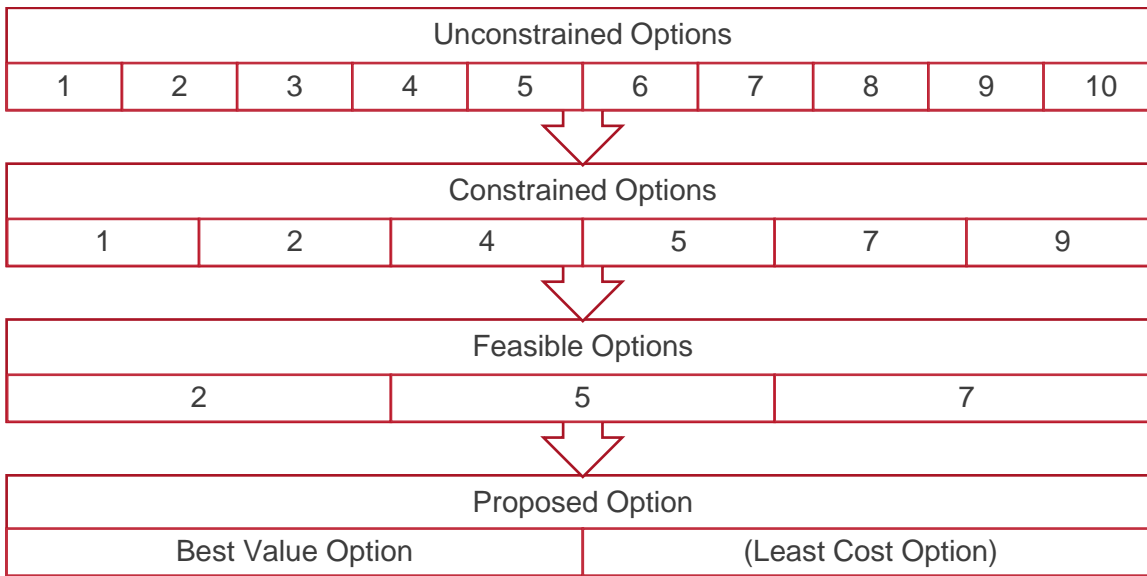 Unconstrained Options
1 2 3 4 5 6 7 8 9 10
Constrained Options
1 2 4 5 7 9
Feasible Options
2 5 7
Proposed Option
Best Value Option (Least Cost Option)